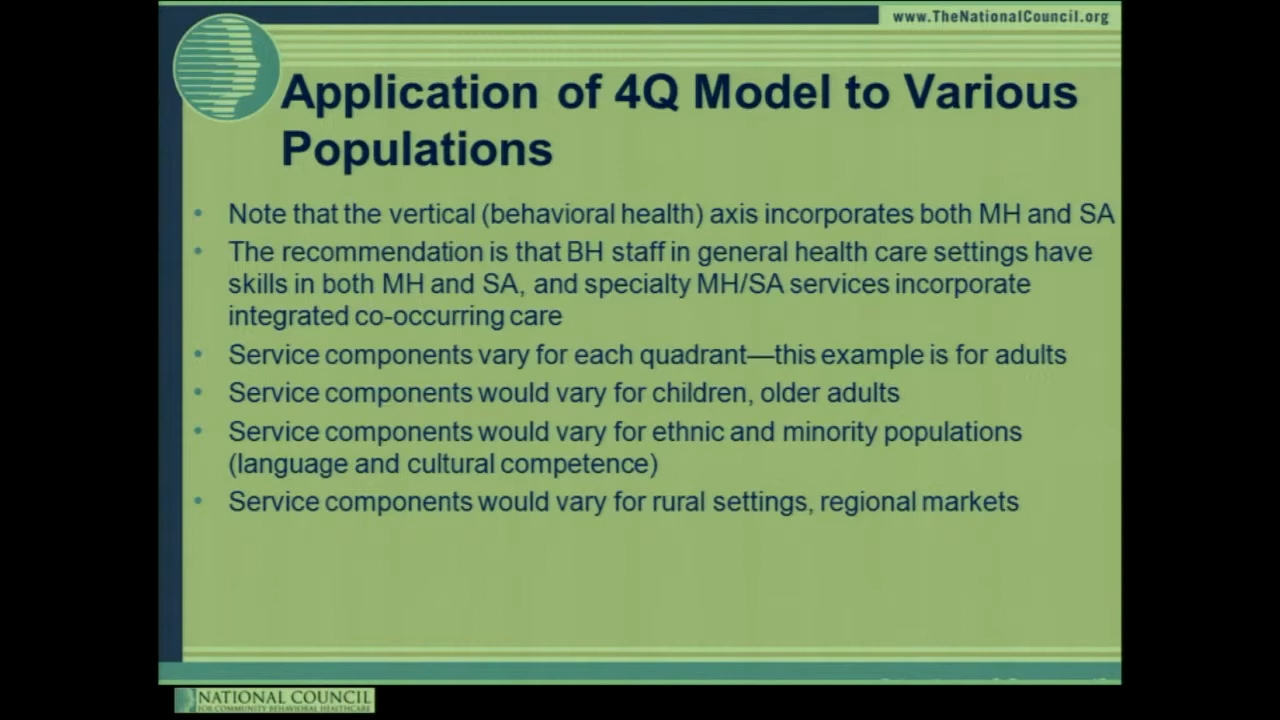 www.TheNationalCouncil.org
Application of 4Q Model to Various
Populations
• Note that the vertical (behavioral health) axis incorporates both MH and SA
• The recommendation is that BH staff in general health care settings have
skills in both MH and SA, and specialty MH/SA services incorporate
integrated co-occurring care
• Service components vary for each quadrant—this example is for adults
• Service components would vary for children, older adults
• Service components would vary for ethnic and minority populations
(language and cultural competence)
• Service components would vary for rural settings, regional markets
NATIONAL COUNCIL
FOR COMMUNITY BEHAVIORAL HEALTHCARE